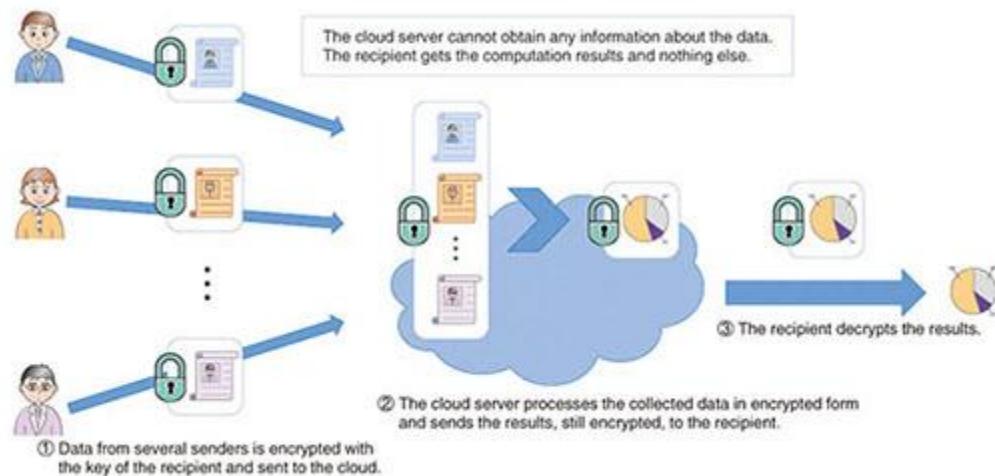 The cloud server cannot obtain any information about the data.
The recipient gets the computation results and nothing else.
③ The recipient decrypts the results.
② The cloud server processes the collected data in encrypted form
and sends the results, still encrypted, to the recipient.
① Data from several senders is encrypted with
the key of the recipient and sent to the cloud.